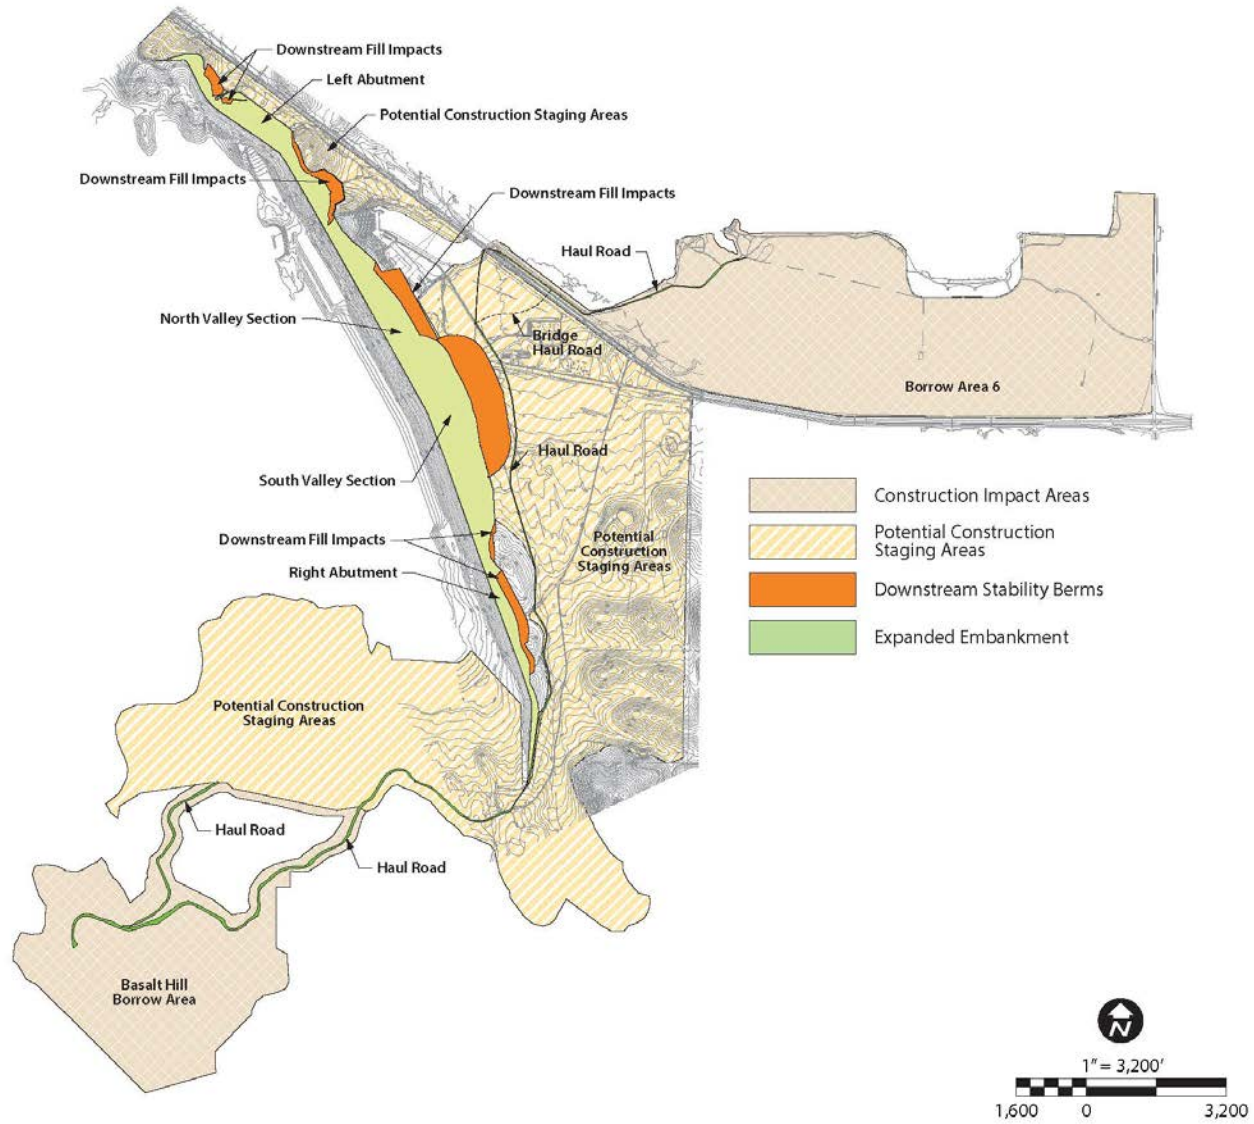 Downstream Fill Impacts
Left Abutment
Potential Construction Staging Areas
Downstream Fill Impacts
Downstream Fill Impacts
Haul Road
North Valley Section
Bridge
Haul Road
Borrow Area 6
Haul Road
South Valley Section
Construction Impact Areas
Potential Construction
Staging Areas
Downstream Fill Impacts
Potential
Construction
Staging Areas
Right Abutment
Downstream Stability Berms
Expanded Embankment
Potential Construction
Staging Areas
Haul Road
Haul Road
Basalt Hill
Borrow Area
N
1" = 3,200'
1,600 0 3,200